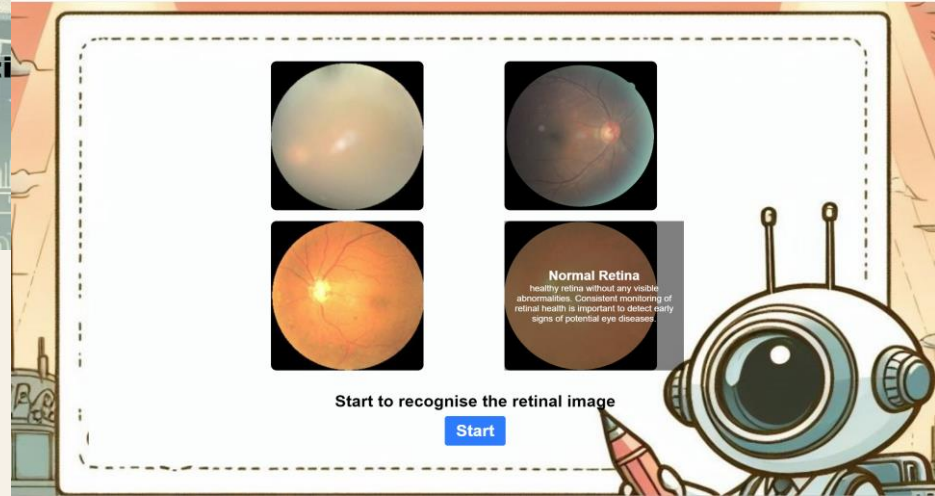 Normal Retina
healthy retina without any visible
abnormalities. Consistent monitoring of
retinal health is important to detect early
signs of potential eye diseases.
Start to recognise the retinal image
Start